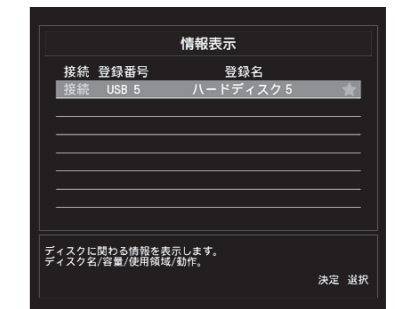 情報表示
接続 登録番号 登録名
接続 USB 5 ハードディスク 5 ★
ディスクに関わる情報を表示します。
ディスク名/容量/使用領域/動作。
決定 選択